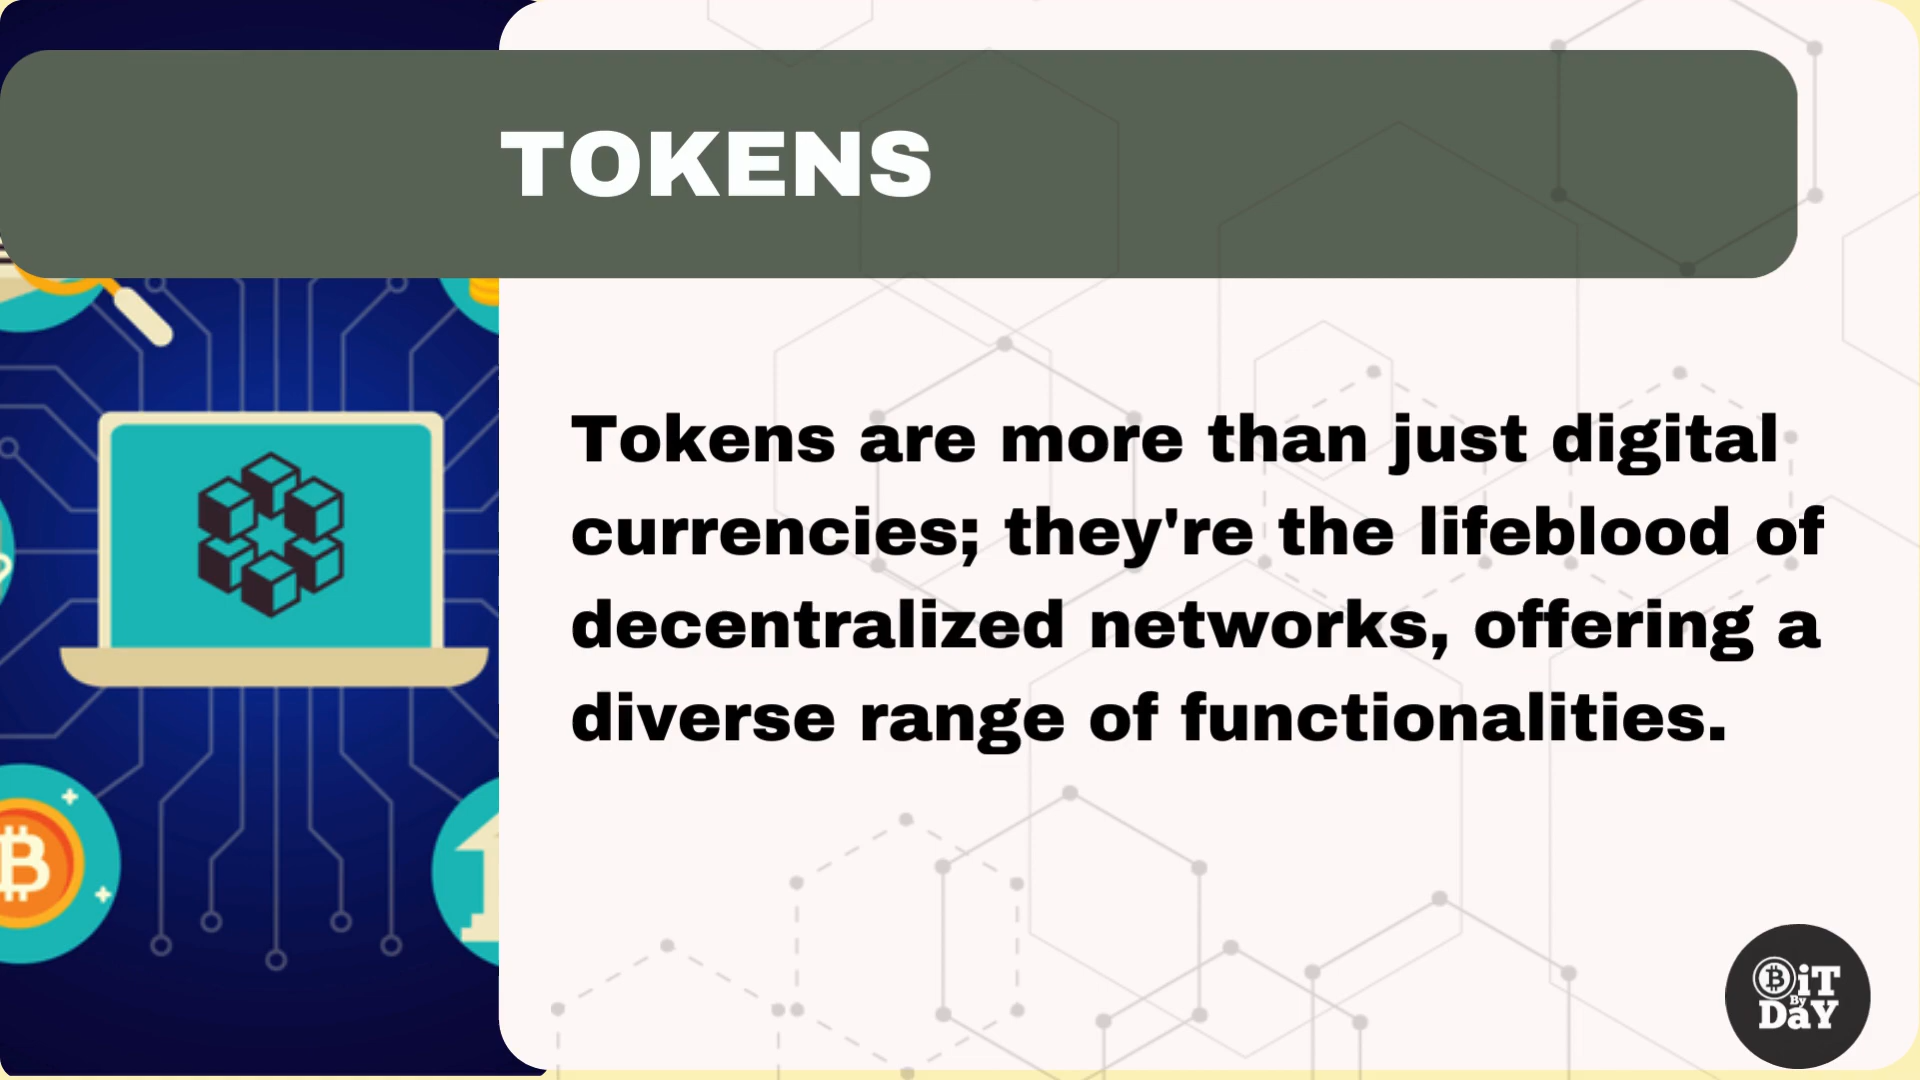 TOKENS
Tokens are more than just digital
currencies; they're the lifeblood of
decentralized networks, offering a
diverse range of functionalities.
BiT
By
DaY